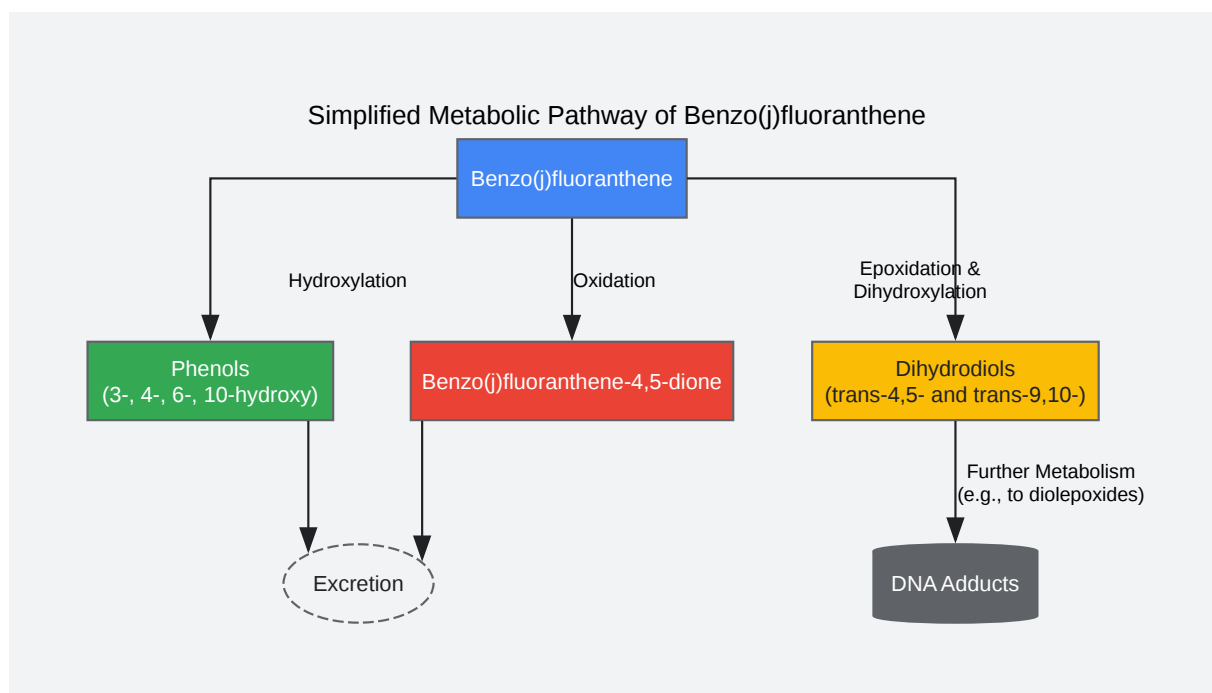 Simplified Metabolic Pathway of Benzo(j)fluoranthene
Benzo(j)fluoranthene
Hydroxylation
Oxidation
Epoxidation &
Dihydroxylation
Phenols
(3-, 4-, 6-, 10-hydroxy)
Benzo(j)fluoranthene-4,5-dione
Dihydrodiols
(trans-4,5- and trans-9,10-)
Further Metabolism
(e.g., to diolepoxides)
Excretion
DNA Adducts